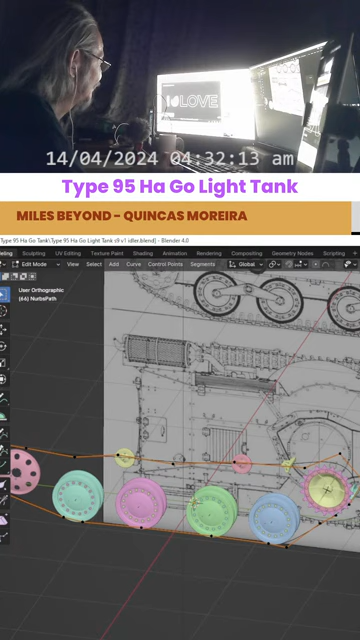 LOVE
14/04/2024 04:32:13 am
Type 95 Ha Go Light Tank
MILES BEYOND - QUINCAS MOREIRA
Type 95 Ha Go Tank\Type 95 Ha Go Light Tank c9 v1 idler.blend] - Blender 4.0
Sculpting UV Editing Texture Paint Shading Animation Rendering Compositing Geometry Nodes Scripting
Edit Mode View Select Add Curve Control Points Segments Global
User Orthographic
(66) NurbsPath